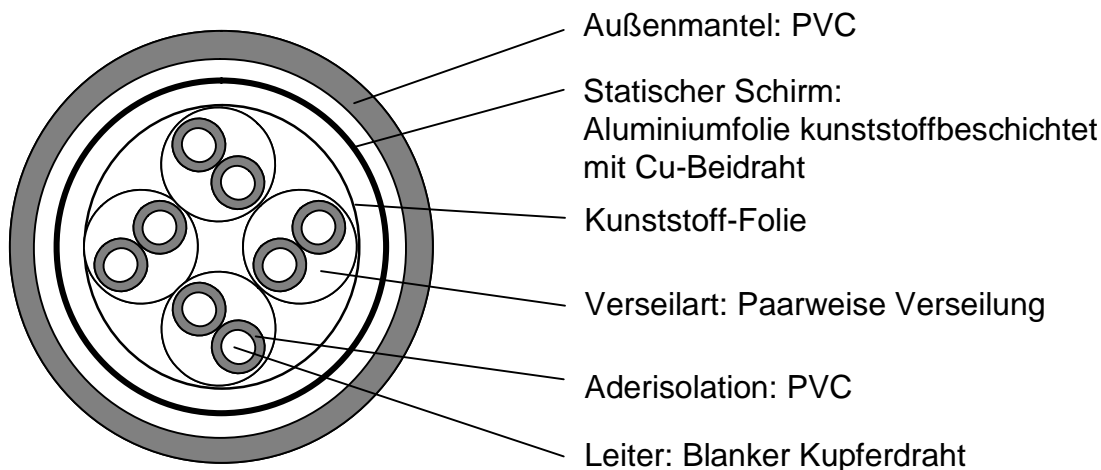 Außenmantel: PVC
Statischer Schirm:
Aluminiumfolie kunststoffbeschichtet
mit Cu-Beidraht
Kunststoff-Folie
Verseilart: Paarweise Verseilung
Aderisolation: PVC
Leiter: Blanker Kupferdraht